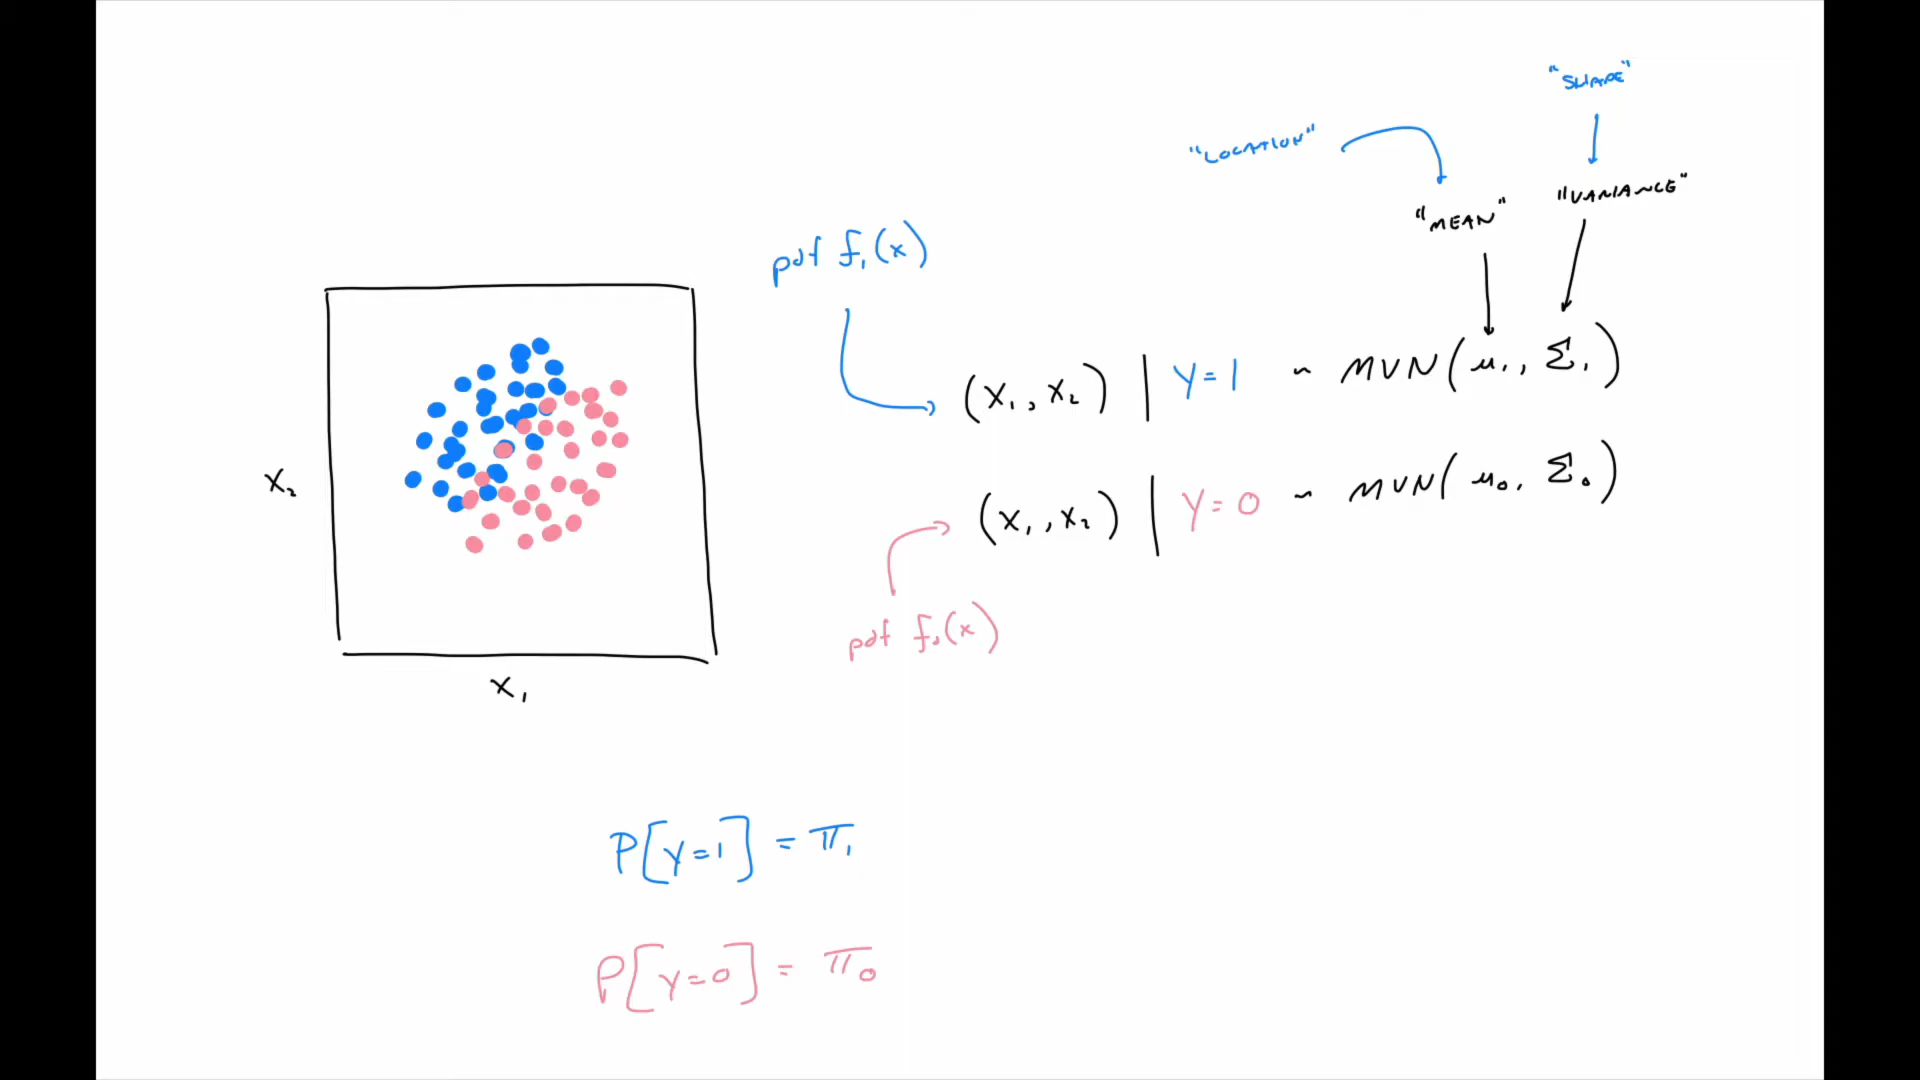 "SHAPE"
"LOCATION"
"MEAN" "VARIANCE"
pdf f₁(x)
(X₁, X₂) | Y=1 ~ MVN(μ₁, Σ₁)
X₂
(X₁, X₂) | Y=0 ~ MVN(μ₀, Σ₀)
pdf f₀(x)
X₁
P[Y=1] = π₁
P[Y=0] = π₀